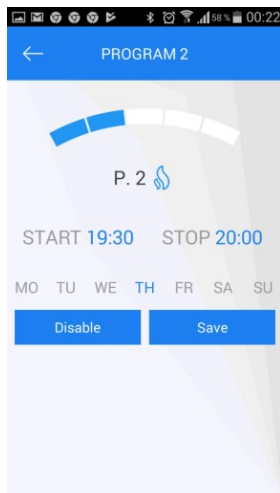 58 % 00:22
PROGRAM 2
P. 2
START 19:30 STOP 20:00
MO TU WE TH FR SA SU
Disable Save